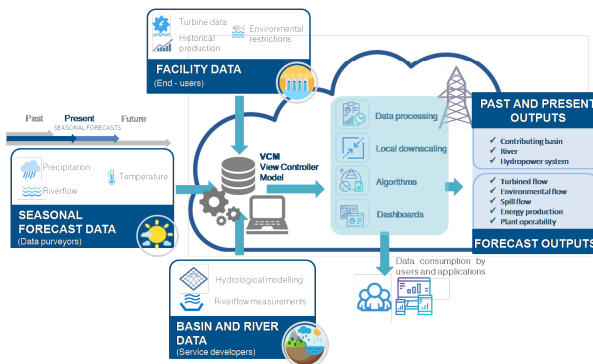 Turbine data
Historical
production
Environmental
restrictions
FACILITY DATA
(End - users)
Past
Present
Future
SEASONAL FORECASTS
Precipitation
Riverflow
Temperature
SEASONAL
FORECAST DATA
(Data purveyors)
VCM
View Controller
Model
Data processing
Local downscaling
Algorithms
Dashboards
PAST AND PRESENT
OUTPUTS
✓ Contributing basin
✓ River
✓ Hydropower system
✓ Turbined flow
✓ Environmental flow
✓ Spill flow
✓ Energy production
✓ Plant operability
FORECAST OUTPUTS
Data consumption by
users and applications
Hydrological modelling
Riverflow measurements
BASIN AND RIVER
DATA
(Service developers)